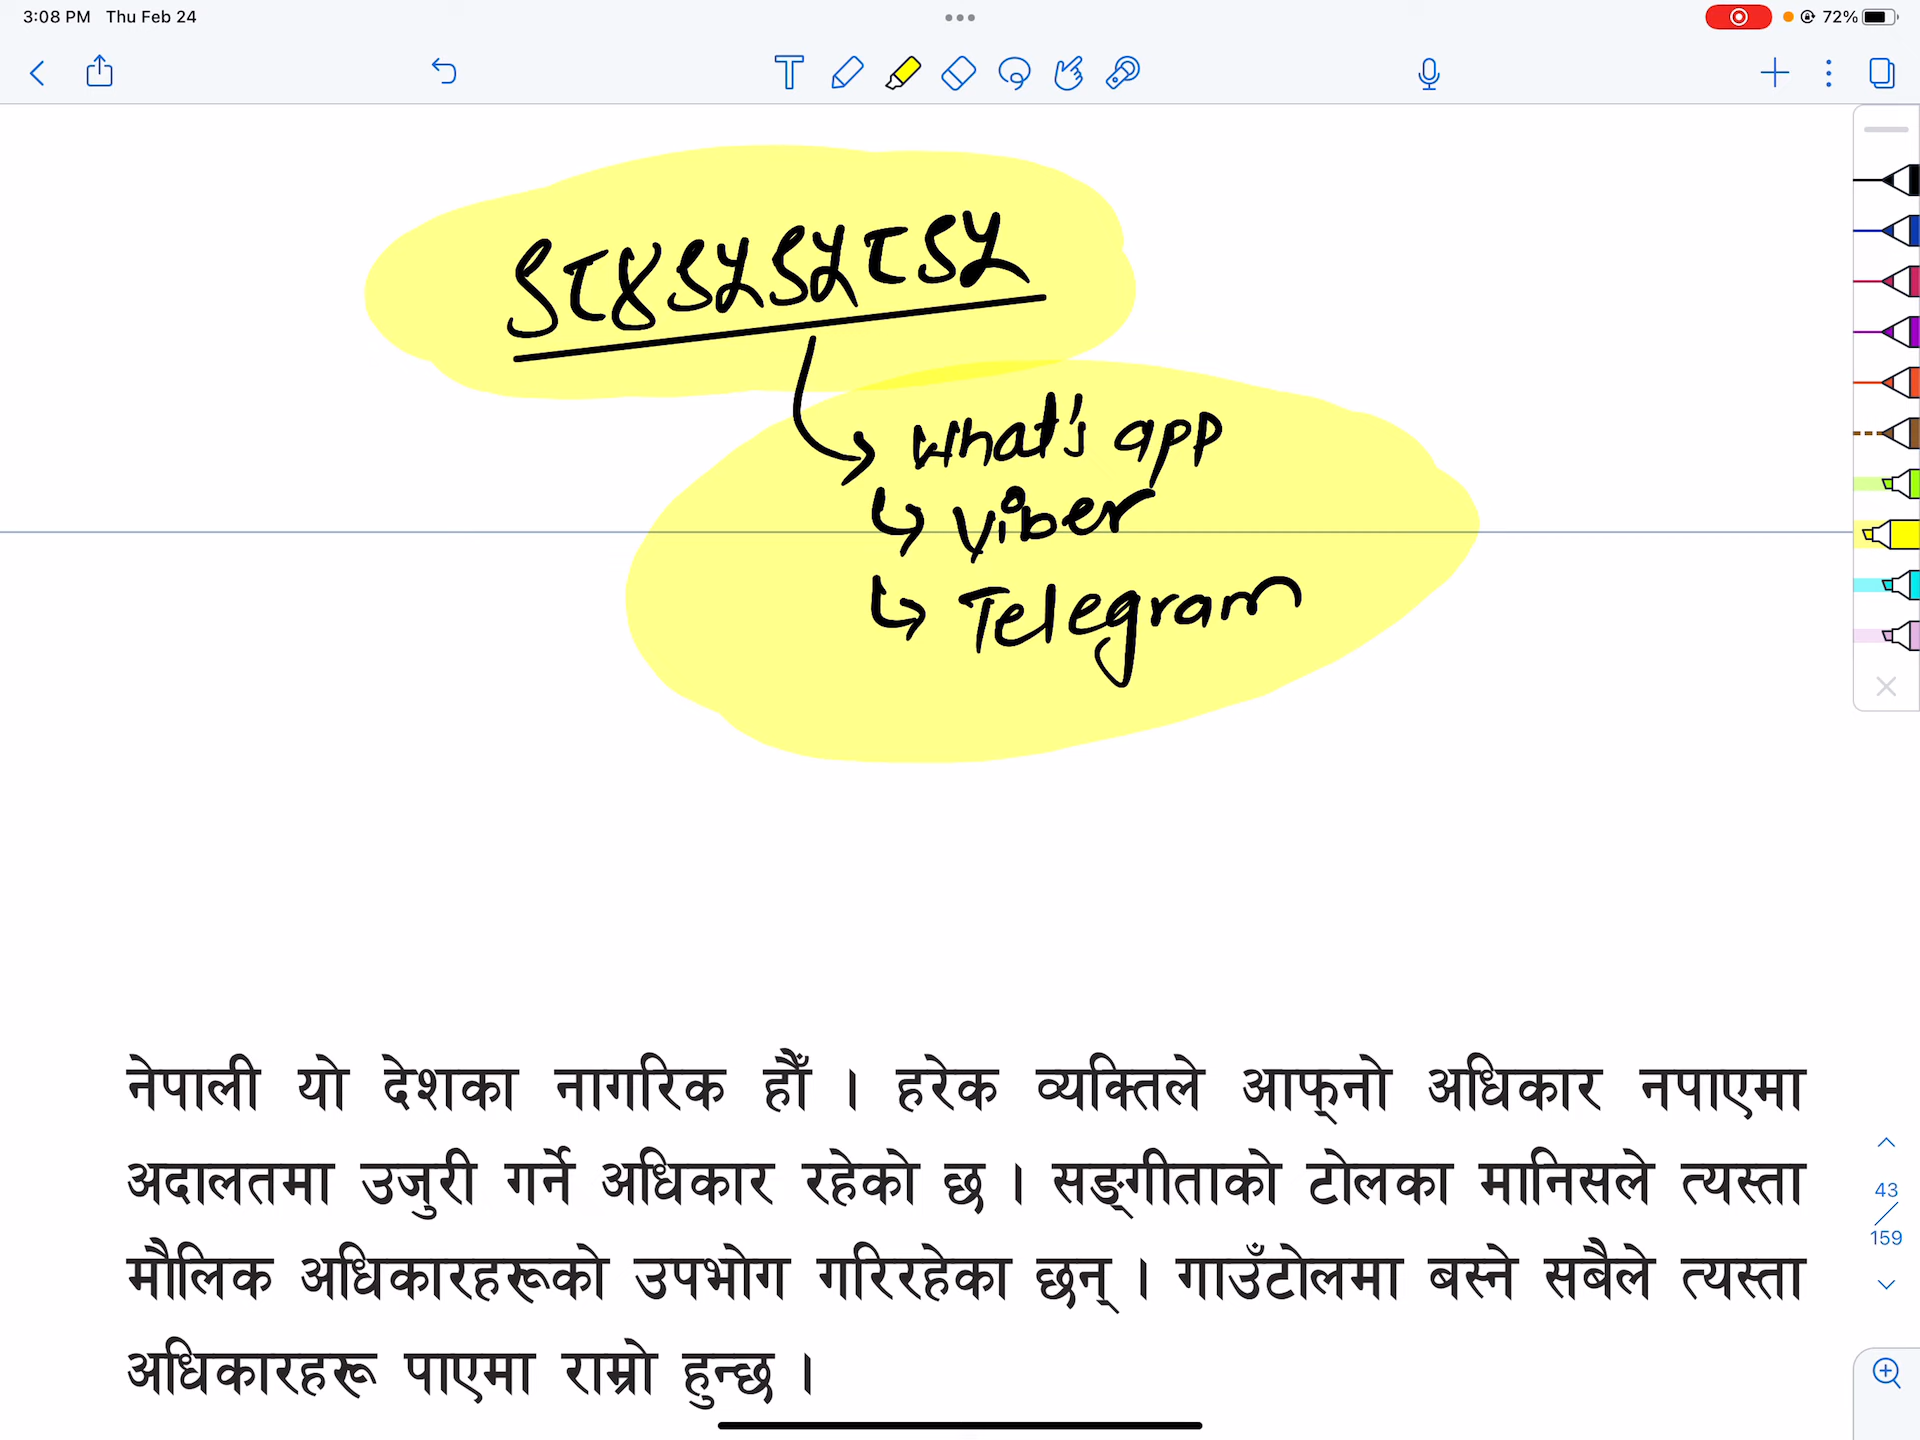 3:08 PM Thu Feb 24
72%
९८४९५९५८९५
What's app
Viber
Telegram
नेपाली यो देशका नागरिक हौँ । हरेक व्यक्तिले आफ्‌नो अधिकार नपाएमा
अदालतमा उजुरी गर्ने अधिकार रहेको छ । सङ्गीताको टोलका मानिसले त्यस्ता
मौलिक अधिकारहरूको उपभोग गरिरहेका छन् । गाउँटोलमा बस्ने सबैले त्यस्ता
अधिकारहरू पाएमा राम्रो हुन्छ ।
43
159